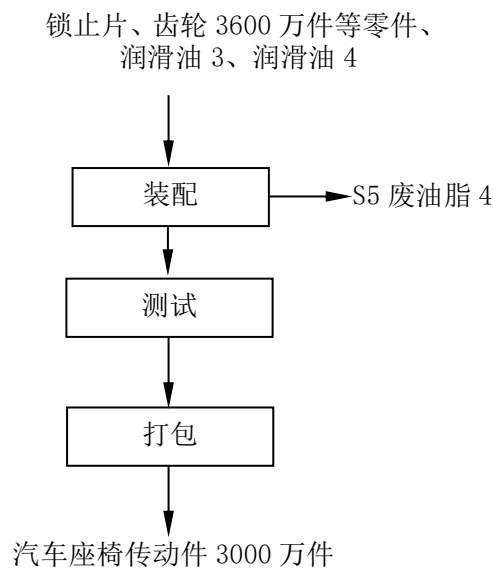 锁止片、齿轮 3600 万件等零件、
润滑油 3、润滑油 4
装配
S5 废油脂 4
测试
打包
汽车座椅传动件 3000 万件